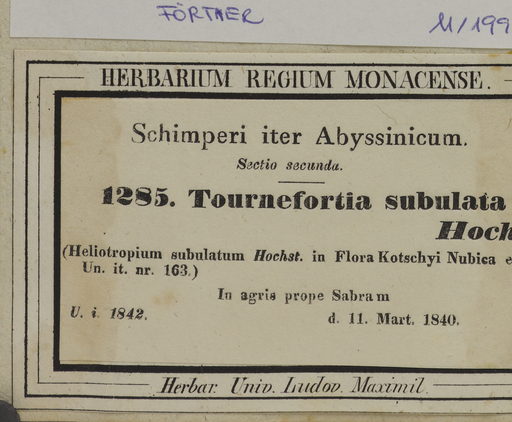 FÖRTHER 11/199
HERBARIUM REGIUM MONACENSE.
Schimperi iter Abyssinicum.
Sectio secunda.
1285. Tournefortia subulata
Hoch
(Heliotropium subulatum Hochst. in Flora Kotschyi Nubica e
Un. it. nr. 163.)
In agris prope Sabram
U. i. 1842. d. 11. Mart. 1840.
Herbar. Univ. Ludov. Maximil.